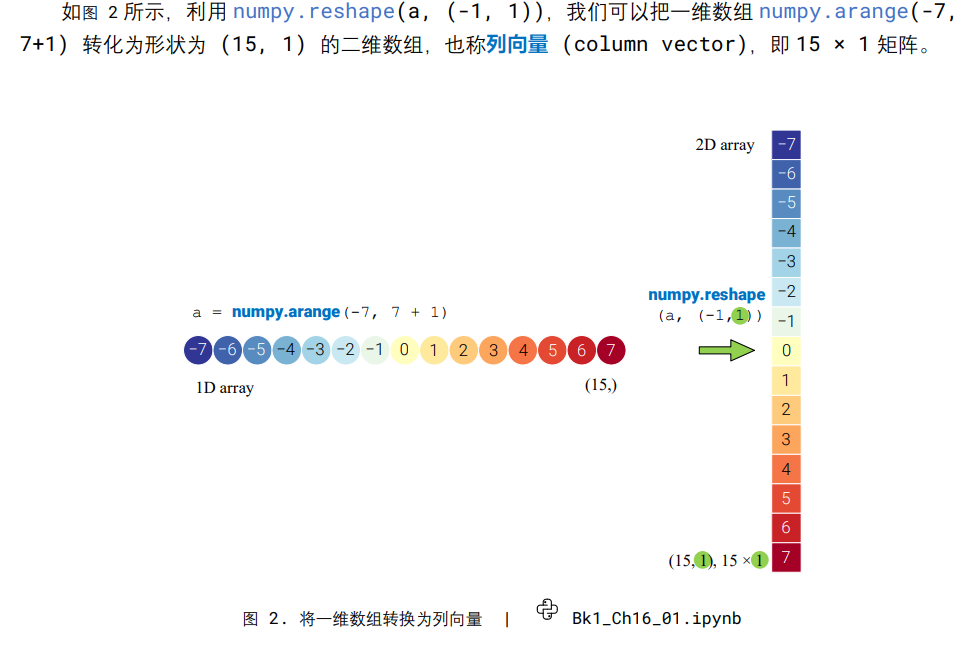 如图 2 所示，利用 numpy.reshape(a, (-1, 1))，我们可以把一维数组 numpy.arange(-7,
7+1) 转化为形状为 (15, 1) 的二维数组，也称列向量 (column vector)，即 15 × 1 矩阵。
2D array
−7
−6
−5
−4
−3
−2
−1
0
1
2
3
4
5
6
7
a = numpy.arange(-7, 7 + 1)
−7 −6 −5 −4 −3 −2 −1 0 1 2 3 4 5 6 7
1D array (15,)
numpy.reshape
(a, (-1,1))
(15,1), 15 ×1
图 2. 将一维数组转换为列向量 | Bk1_Ch16_01.ipynb